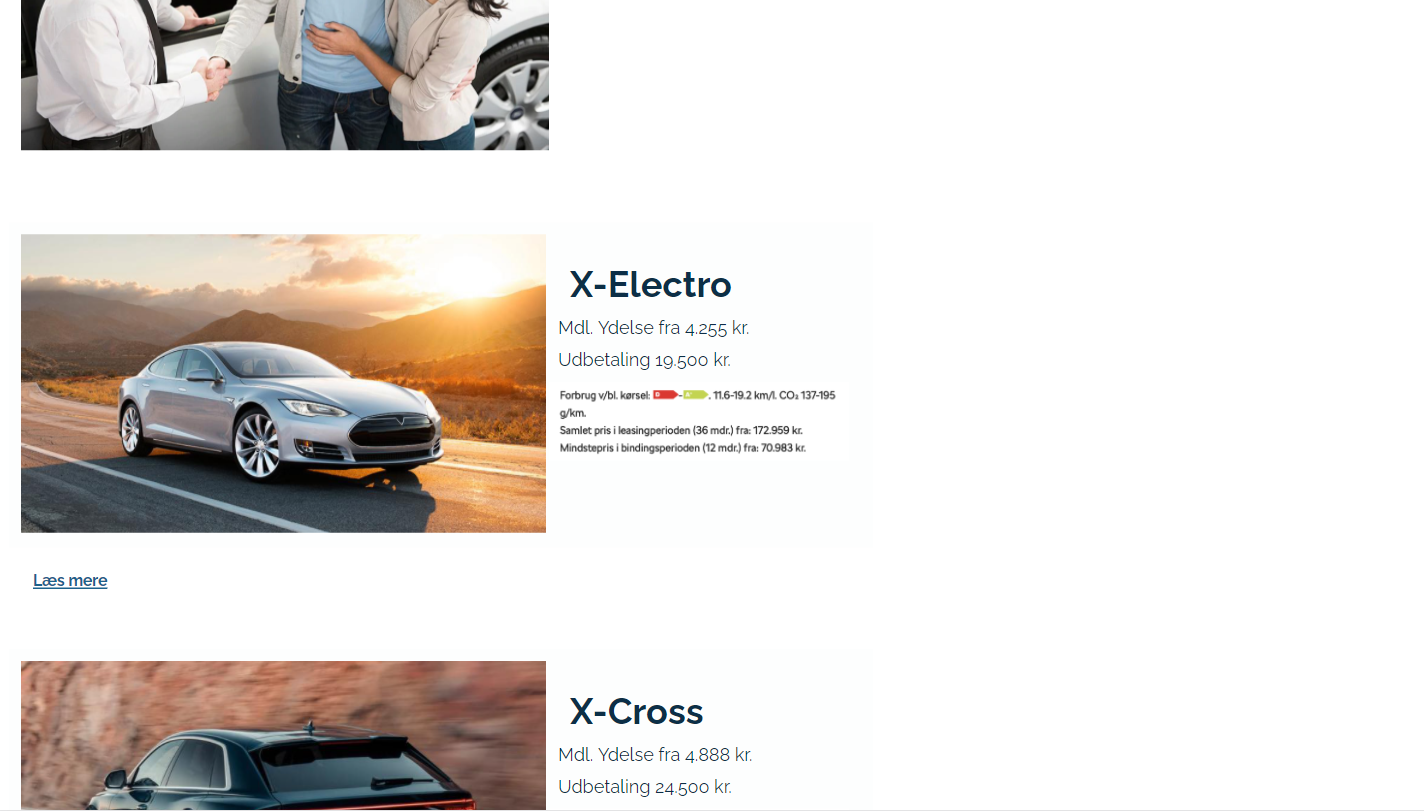 X-Electro
Mdl. Ydelse fra 4.255 kr.
Udbetaling 19.500 kr.
Forbrug v/bl. kørsel: D - A+, 11.6-19.2 km/l. CO₂ 137-195
g/km.
Samlet pris i leasingperioden (36 mdr.) fra: 172.959 kr.
Mindstepris i bindingsperioden (12 mdr.) fra: 70.983 kr.
Læs mere
X-Cross
Mdl. Ydelse fra 4.888 kr.
Udbetaling 24.500 kr.